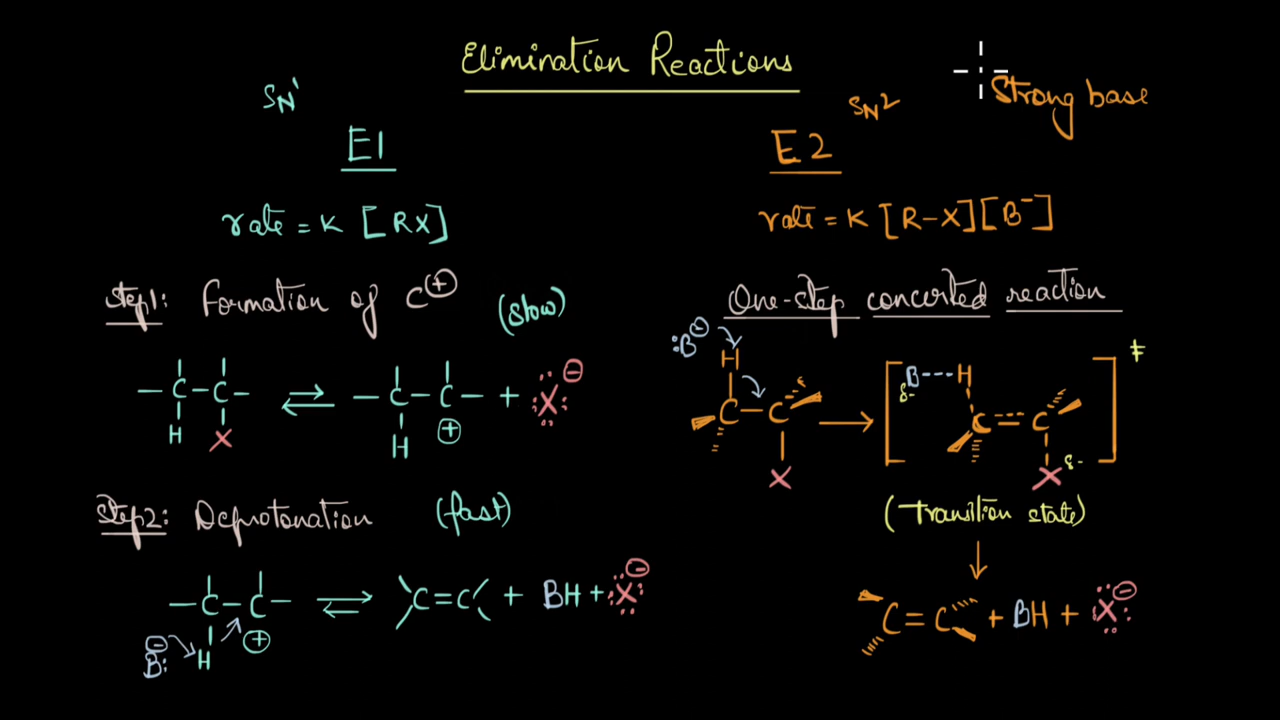 Elimination Reactions
SN1
E1
rate = K [RX]
Step1: Formation of C⊕ (slow)
— C — C — ⇌ — C — C — + :X:⊖
H X H ⊕
Step2: Deprotonation (fast)
— C — C — ⇌ >C=C< + BH + :X:⊖
⊖B: H ⊕
SN2
Strong base
E2
rate = K [R-X][B⁻]
One-step concerted reaction
:B⊖ H B---H ‡
δ-
C — C → C = C
X X δ-
(Transition state)
C = C + BH + :X:⊖